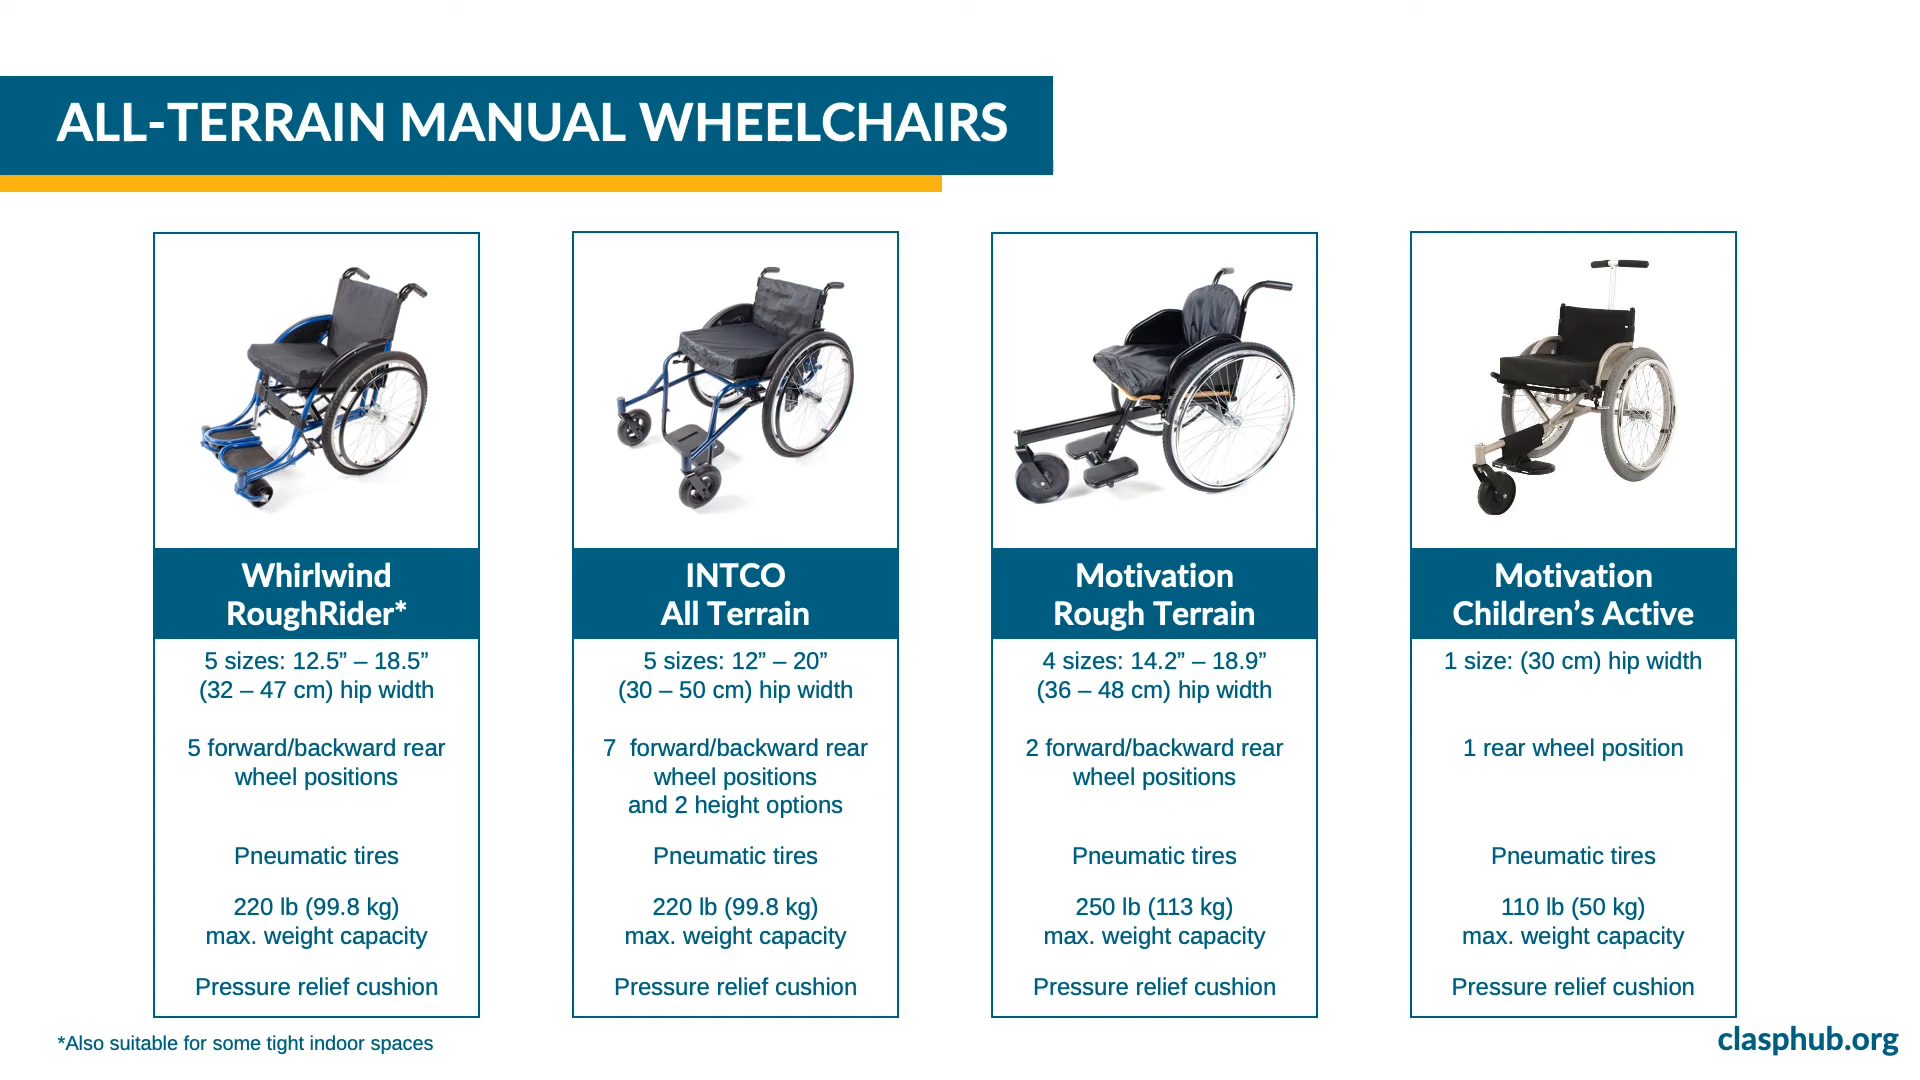 ALL-TERRAIN MANUAL WHEELCHAIRS
Whirlwind
RoughRider*
5 sizes: 12.5” – 18.5”
(32 – 47 cm) hip width
5 forward/backward rear
wheel positions
Pneumatic tires
220 lb (99.8 kg)
max. weight capacity
Pressure relief cushion
INTCO
All Terrain
5 sizes: 12” – 20”
(30 – 50 cm) hip width
7  forward/backward rear
wheel positions
and 2 height options
Pneumatic tires
220 lb (99.8 kg)
max. weight capacity
Pressure relief cushion
Motivation
Rough Terrain
4 sizes: 14.2” – 18.9”
(36 – 48 cm) hip width
2 forward/backward rear
wheel positions
Pneumatic tires
250 lb (113 kg)
max. weight capacity
Pressure relief cushion
Motivation
Children’s Active
1 size: (30 cm) hip width
1 rear wheel position
Pneumatic tires
110 lb (50 kg)
max. weight capacity
Pressure relief cushion
*Also suitable for some tight indoor spaces
clasphub.org